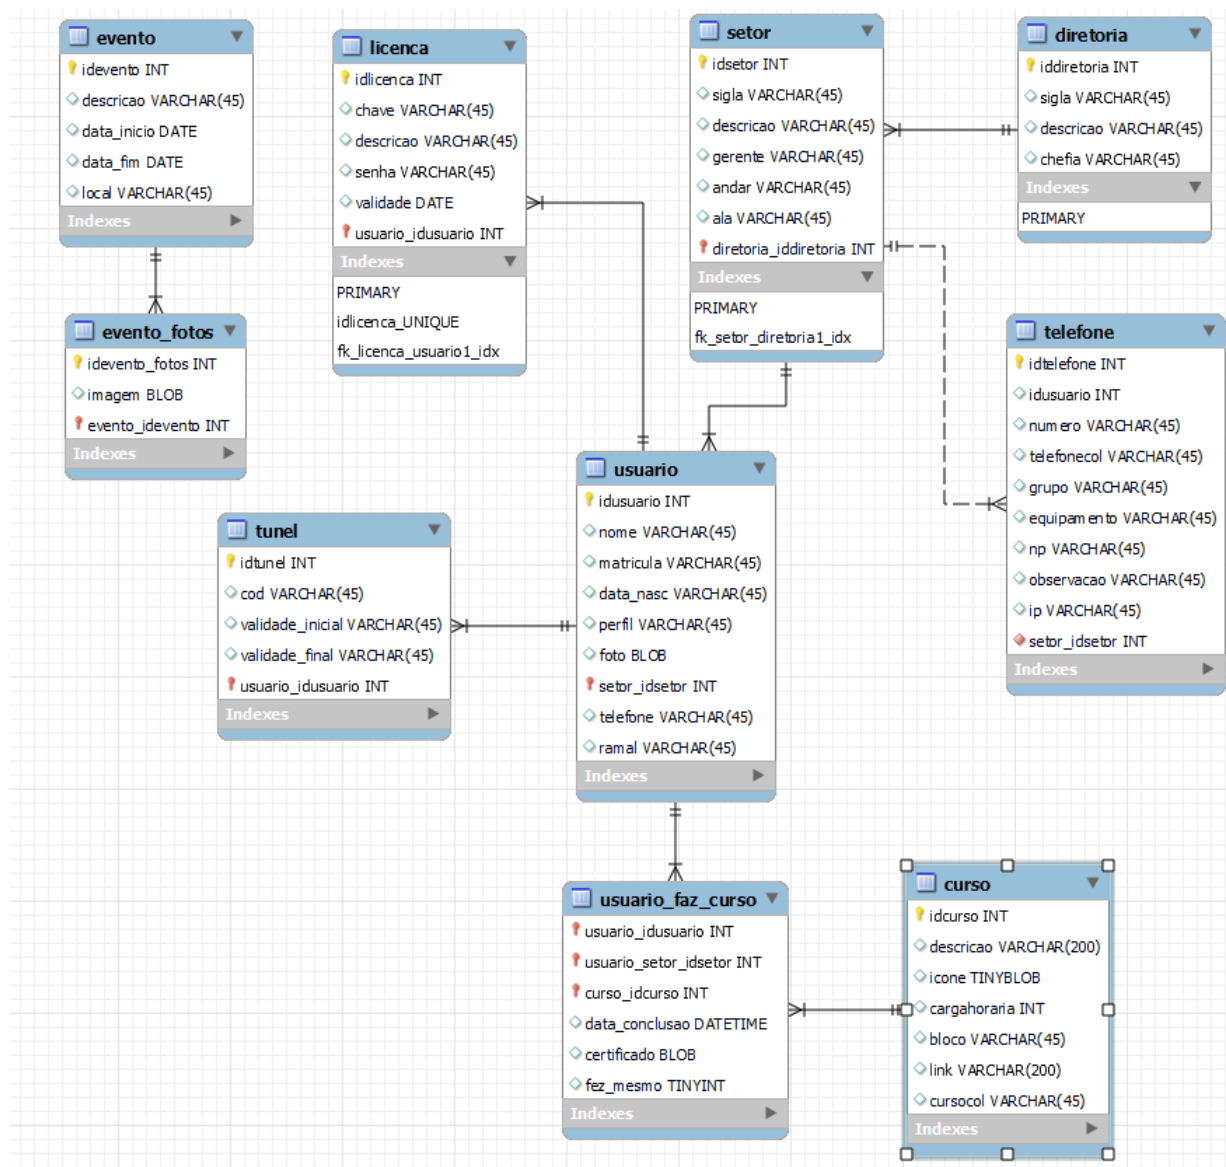 evento
idevento INT
descricao VARCHAR(45)
data_inicio DATE
data_fim DATE
local VARCHAR(45)
Indexes
evento_fotos
idevento_fotos INT
imagem BLOB
evento_idevento INT
Indexes
licenca
idlicenca INT
chave VARCHAR(45)
descricao VARCHAR(45)
senha VARCHAR(45)
validade DATE
usuario_idusuario INT
Indexes
PRIMARY
idlicenca_UNIQUE
fk_licenca_usuario1_idx
setor
idsetor INT
sigla VARCHAR(45)
descricao VARCHAR(45)
gerente VARCHAR(45)
andar VARCHAR(45)
ala VARCHAR(45)
diretoria_iddiretoria INT
Indexes
PRIMARY
fk_setor_diretoria1_idx
diretoria
iddiretoria INT
sigla VARCHAR(45)
descricao VARCHAR(45)
chefia VARCHAR(45)
Indexes
PRIMARY
telefone
idtelefone INT
idusuario INT
numero VARCHAR(45)
telefonecol VARCHAR(45)
grupo VARCHAR(45)
equipamento VARCHAR(45)
np VARCHAR(45)
observacao VARCHAR(45)
ip VARCHAR(45)
setor_idsetor INT
Indexes
tunel
idtunel INT
cod VARCHAR(45)
validade_inicial VARCHAR(45)
validade_final VARCHAR(45)
usuario_idusuario INT
Indexes
usuario
idusuario INT
nome VARCHAR(45)
matricula VARCHAR(45)
data_nasc VARCHAR(45)
perfil VARCHAR(45)
foto BLOB
setor_idsetor INT
telefone VARCHAR(45)
ramal VARCHAR(45)
Indexes
usuario_faz_curso
usuario_idusuario INT
usuario_setor_idsetor INT
curso_idcurso INT
data_conclusao DATETIME
certificado BLOB
fez_mesmo TINYINT
Indexes
curso
idcurso INT
descricao VARCHAR(200)
icone TINYBLOB
cargahoraria INT
bloco VARCHAR(45)
link VARCHAR(200)
cursocol VARCHAR(45)
Indexes